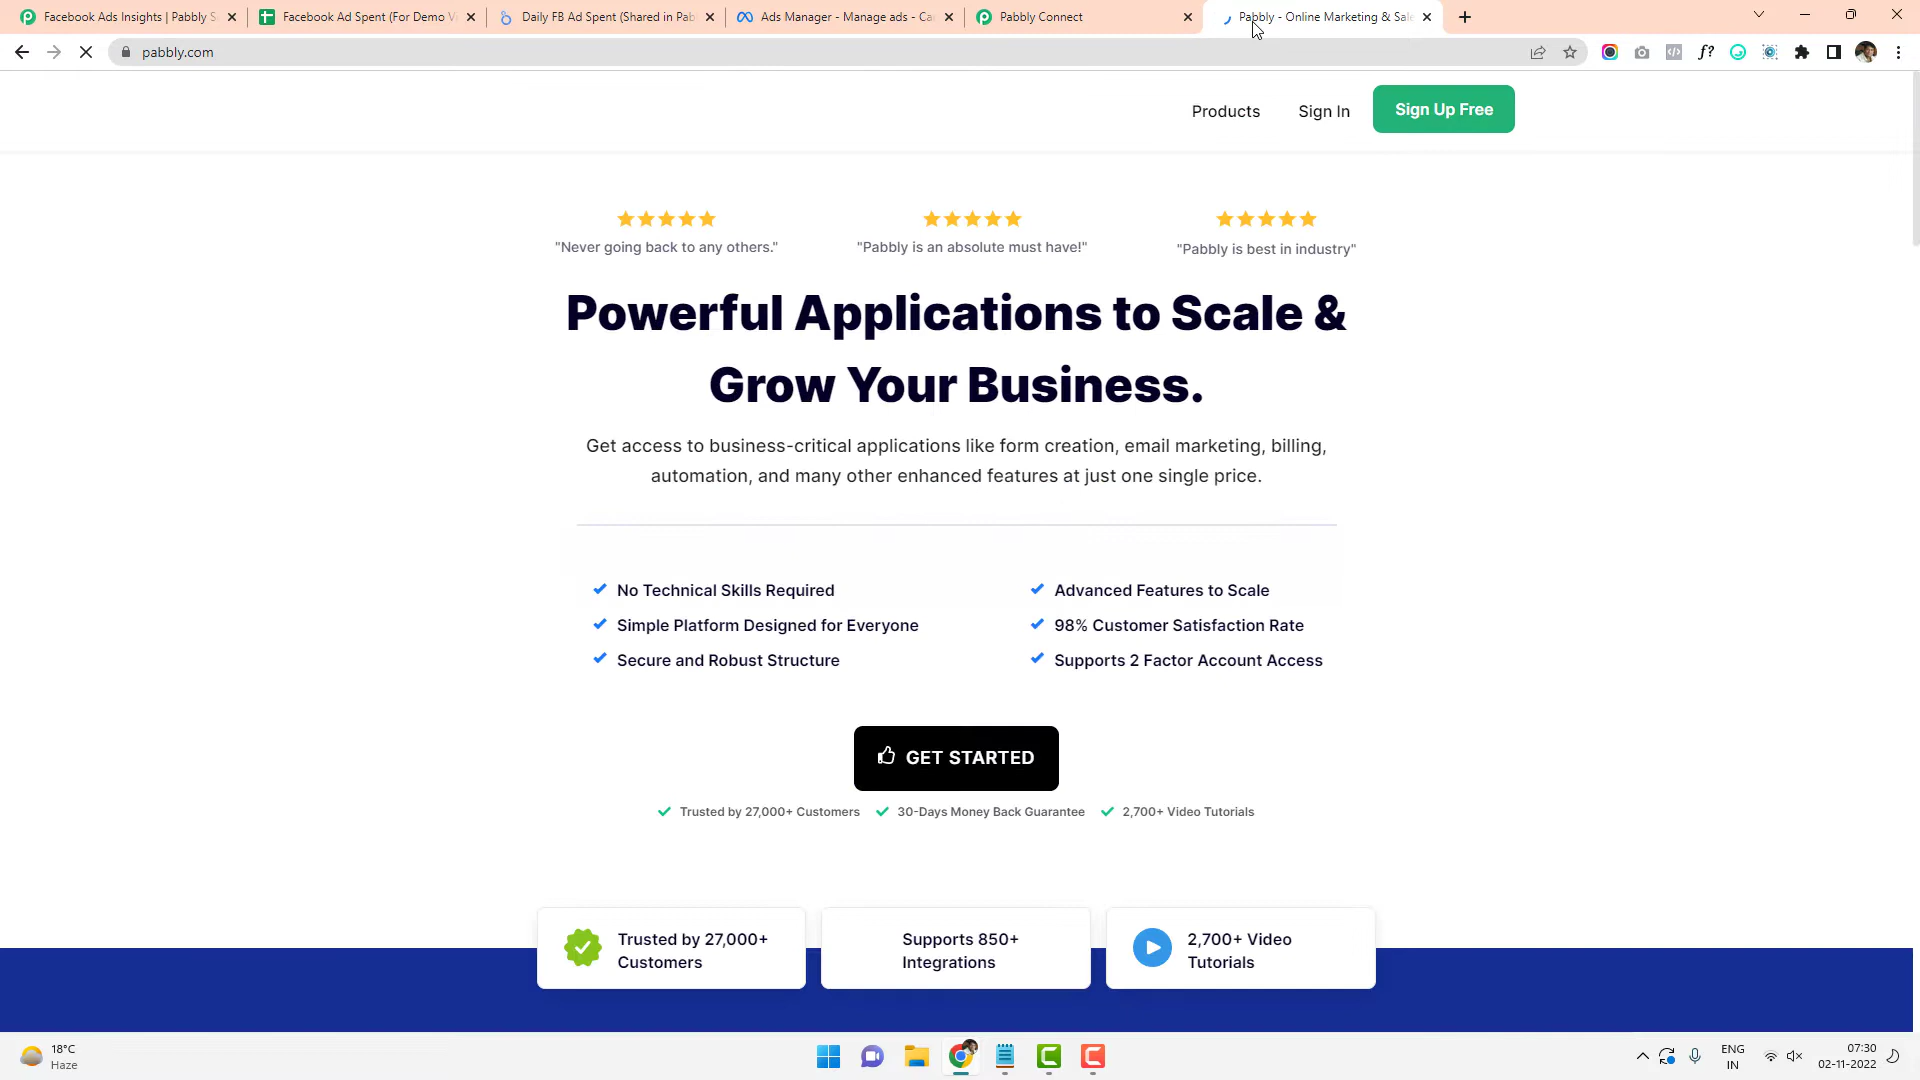 Facebook Ads Insights | Pabbly S
Facebook Ad Spent (For Demo Vi
Daily FB Ad Spent (Shared in Pab
Ads Manager - Manage ads - Ca
Pabbly Connect
Pabbly - Online Marketing & Sale
pabbly.com
f?
Products
Sign In
Sign Up Free
"Never going back to any others."
"Pabbly is an absolute must have!"
"Pabbly is best in industry"
Powerful Applications to Scale &
Grow Your Business.
Get access to business-critical applications like form creation, email marketing, billing,
automation, and many other enhanced features at just one single price.
No Technical Skills Required
Advanced Features to Scale
Simple Platform Designed for Everyone
98% Customer Satisfaction Rate
Secure and Robust Structure
Supports 2 Factor Account Access
GET STARTED
Trusted by 27,000+ Customers
30-Days Money Back Guarantee
2,700+ Video Tutorials
Trusted by 27,000+
Customers
Supports 850+
Integrations
2,700+ Video
Tutorials
18°C
Haze
ENG
IN
07:30
02-11-2022